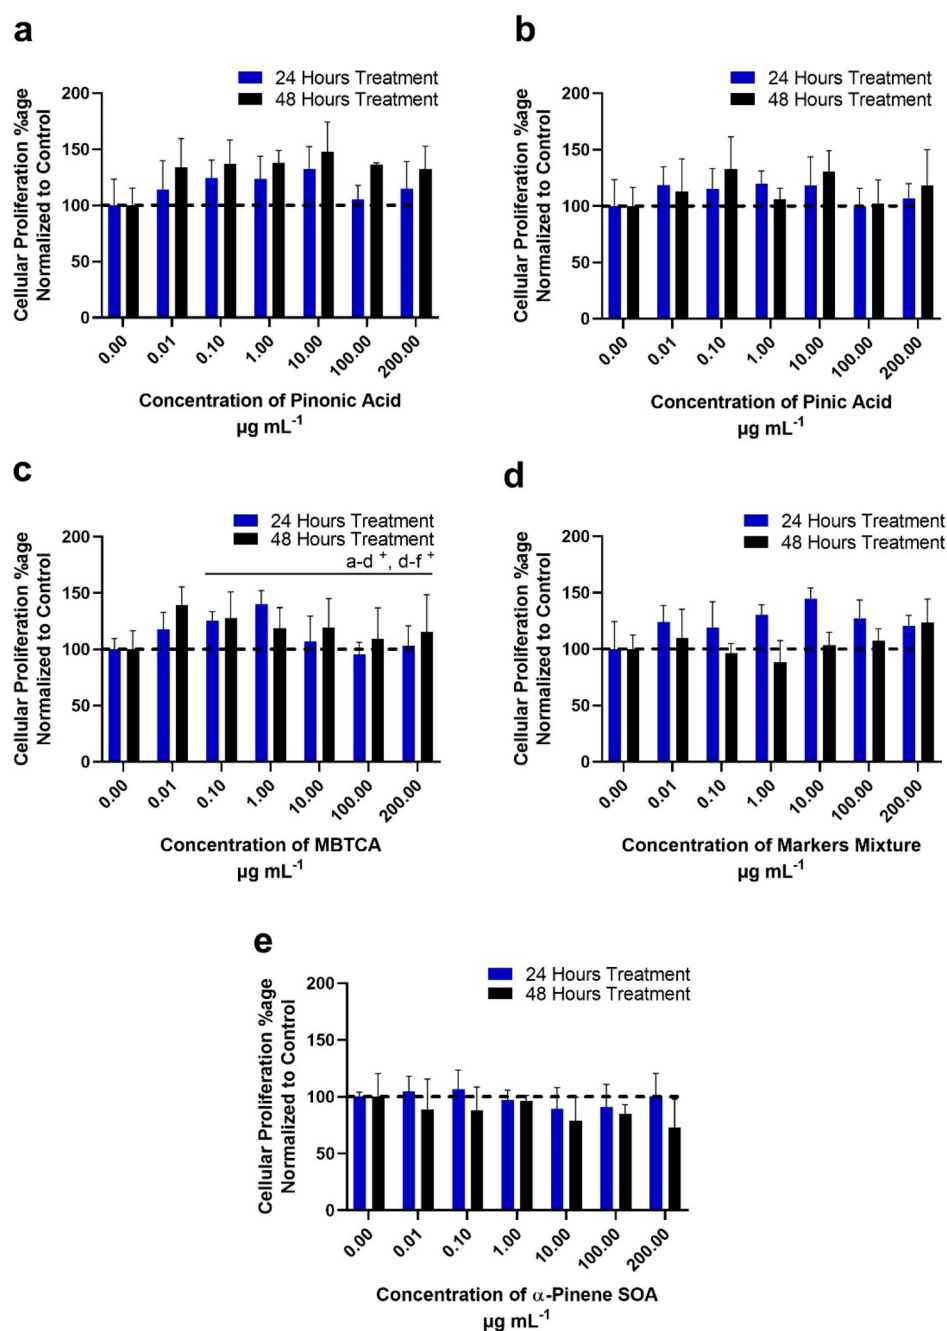 a
24 Hours Treatment
48 Hours Treatment
Cellular Proliferation %age
Normalized to Control
200
150
100
50
0
0.00
0.01
0.10
1.00
10.00
100.00
200.00
Concentration of Pinonic Acid
µg mL⁻¹
b
24 Hours Treatment
48 Hours Treatment
Cellular Proliferation %age
Normalized to Control
200
150
100
50
0
0.00
0.01
0.10
1.00
10.00
100.00
200.00
Concentration of Pinic Acid
µg mL⁻¹
c
24 Hours Treatment
48 Hours Treatment
a-d ⁺, d-f ⁺
Cellular Proliferation %age
Normalized to Control
200
150
100
50
0
0.00
0.01
0.10
1.00
10.00
100.00
200.00
Concentration of MBTCA
µg mL⁻¹
d
24 Hours Treatment
48 Hours Treatment
Cellular Proliferation %age
Normalized to Control
200
150
100
50
0
0.00
0.01
0.10
1.00
10.00
100.00
200.00
Concentration of Markers Mixture
µg mL⁻¹
e
24 Hours Treatment
48 Hours Treatment
Cellular Proliferation %age
Normalized to Control
200
150
100
50
0
0.00
0.01
0.10
1.00
10.00
100.00
200.00
Concentration of α-Pinene SOA
µg mL⁻¹